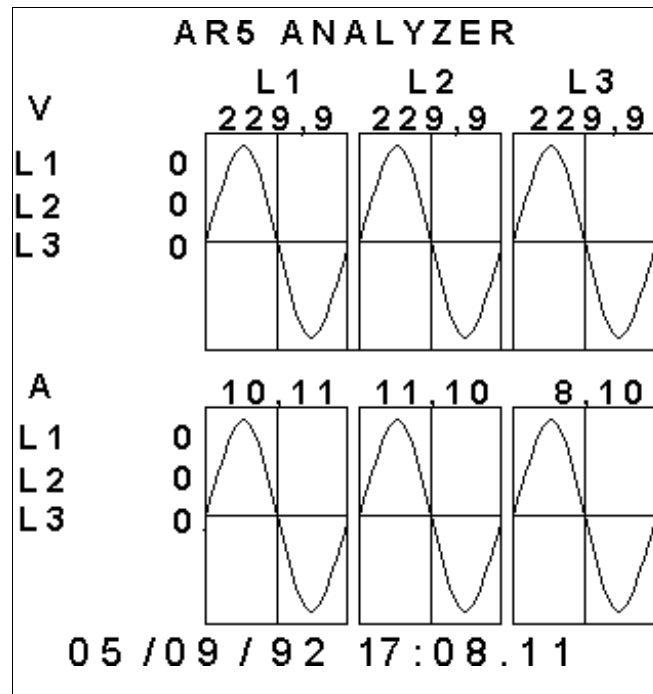 AR5 ANALYZER
L1 L2 L3
V 229,9 229,9 229,9
L1 0
L2 0
L3 0
A 10,11 11,10 8,10
L1 0
L2 0
L3 0
05 /09 / 92 17:08.11